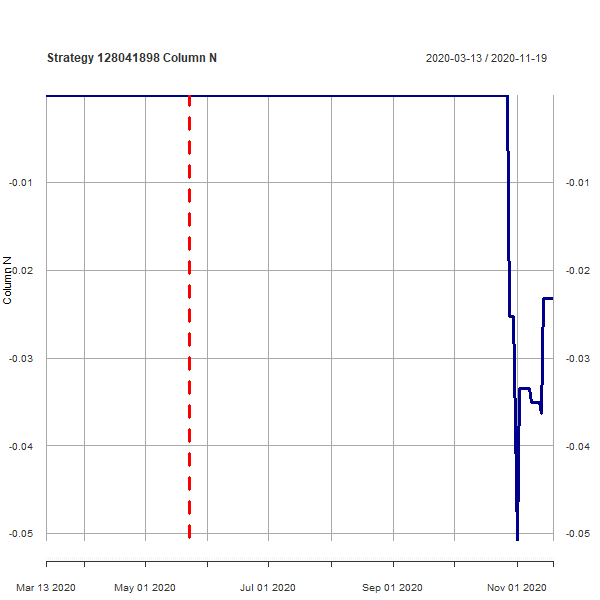 Strategy 128041898 Column N
2020-03-13 / 2020-11-19
Column N
-0.01
-0.02
-0.03
-0.04
-0.05
-0.01
-0.02
-0.03
-0.04
-0.05
Mar 13 2020
May 01 2020
Jul 01 2020
Sep 01 2020
Nov 01 2020